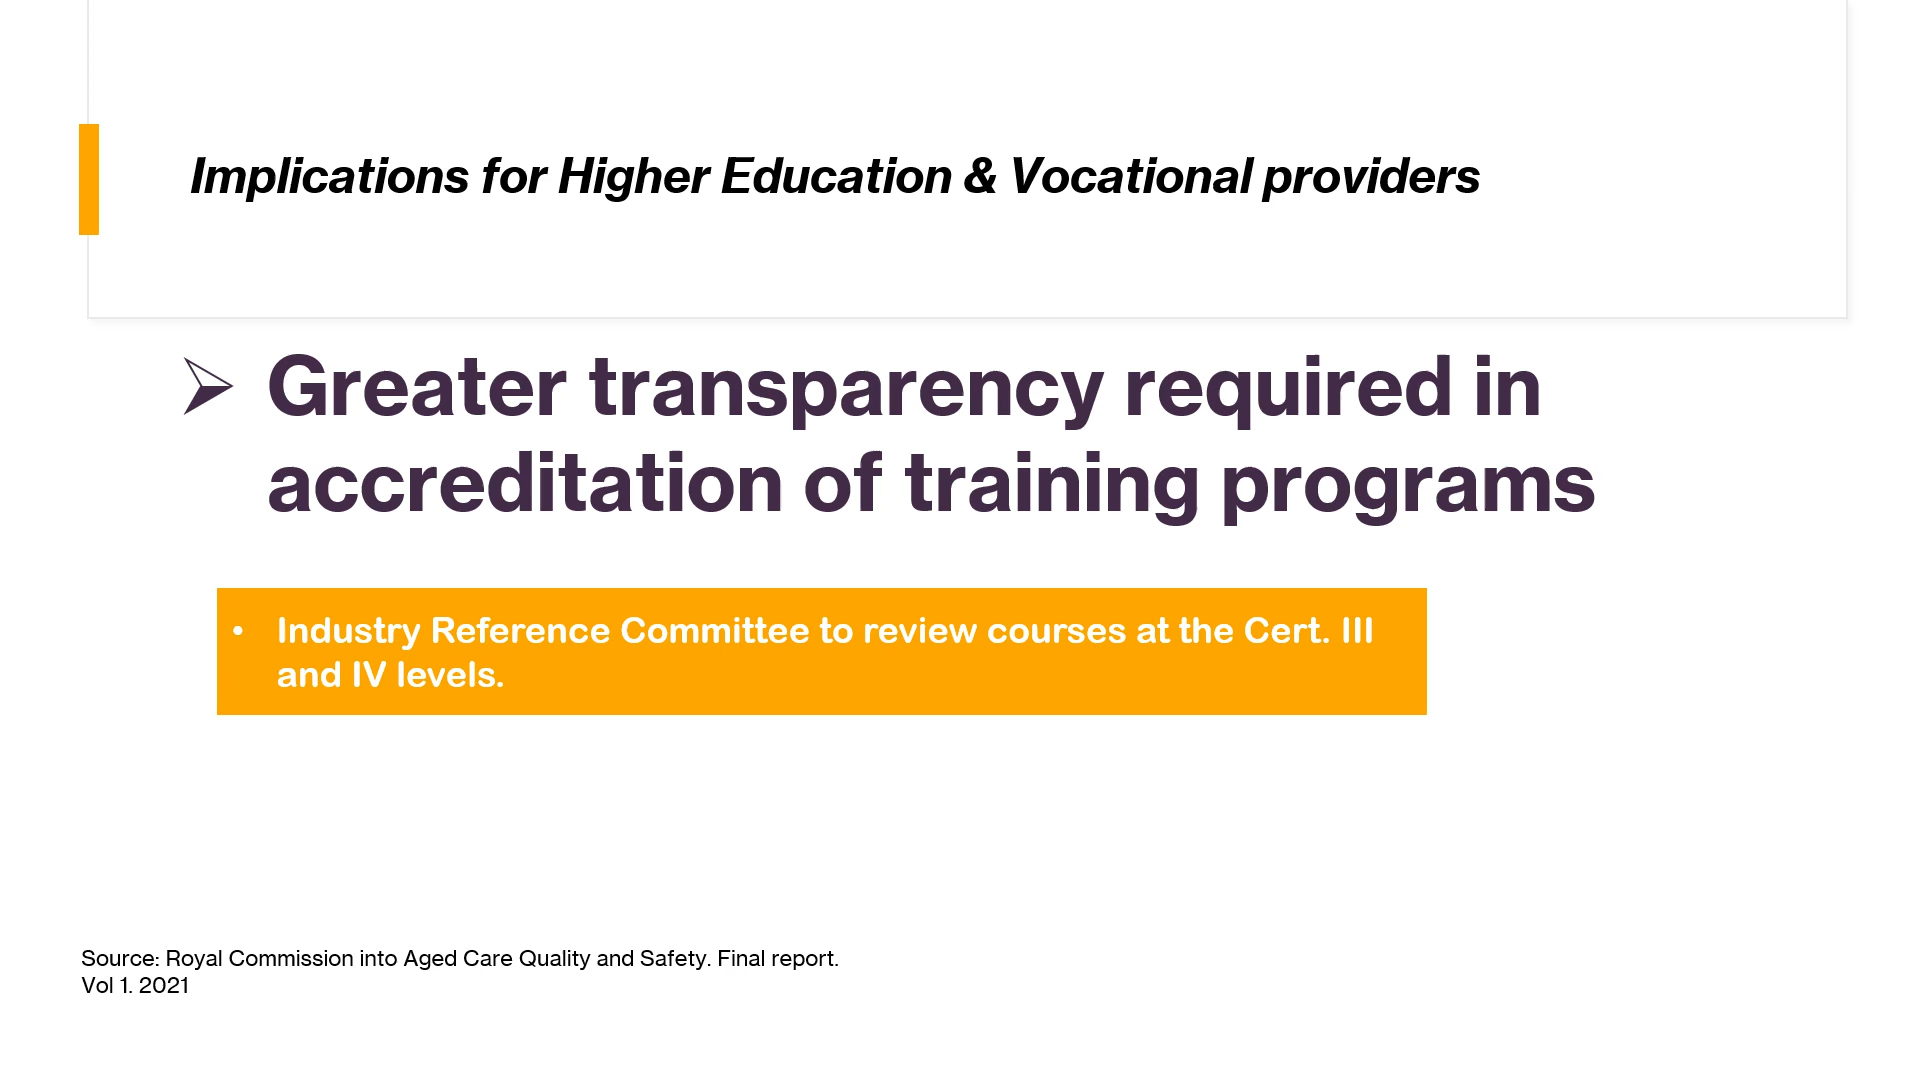 Implications for Higher Education & Vocational providers
➢ Greater transparency required in
accreditation of training programs
• Industry Reference Committee to review courses at the Cert. III
and IV levels.
Source: Royal Commission into Aged Care Quality and Safety. Final report.
Vol 1. 2021